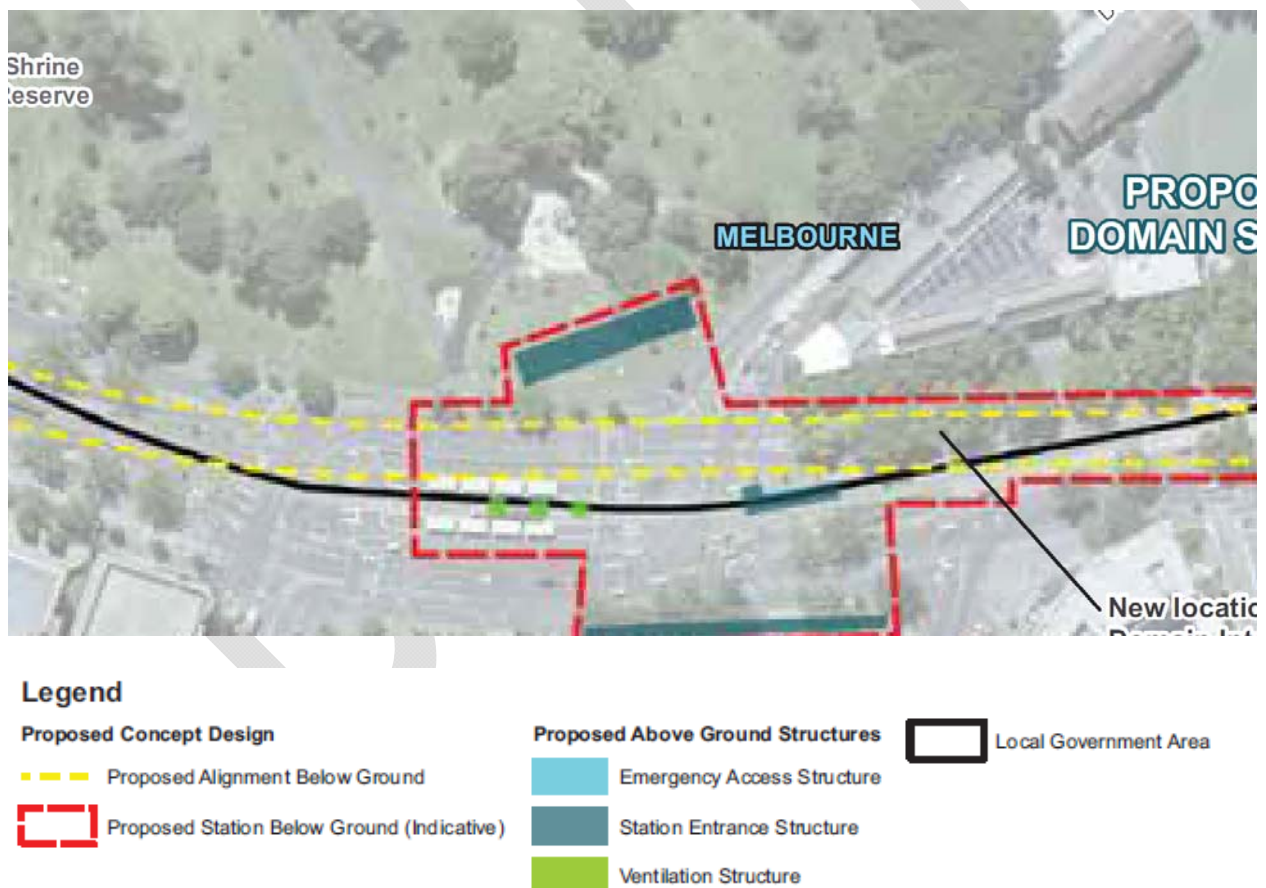 Shrine
Reserve
MELBOURNE
PROPO
DOMAIN S
New locatio
Legend
Proposed Concept Design
Proposed Alignment Below Ground
Proposed Station Below Ground (Indicative)
Proposed Above Ground Structures
Emergency Access Structure
Station Entrance Structure
Ventilation Structure
Local Government Area